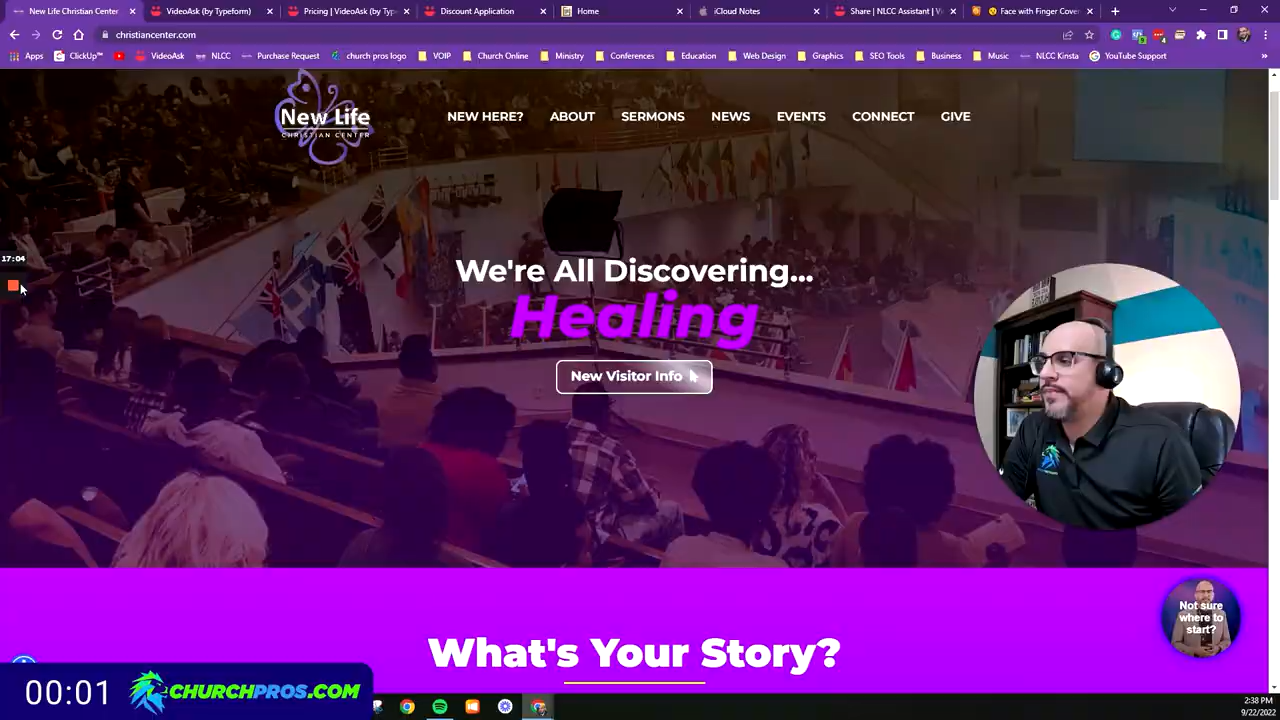 New Life Christian Center
VideoAsk (by Typeform)
Pricing | VideoAsk (by Typ
Discount Application
Home
iCloud Notes
Share | NLCC Assistant | V
Face with Finger Cover
christiancenter.com
Apps
ClickUp™
VideoAsk
NLCC
Purchase Request
church pros logo
VOIP
Church Online
Ministry
Conferences
Education
Web Design
Graphics
SEO Tools
Business
Music
NLCC Kinsta
YouTube Support
»
New Life
CHRISTIAN CENTER
NEW HERE?
ABOUT
SERMONS
NEWS
EVENTS
CONNECT
GIVE
17:04
We're All Discovering...
Healing
New Visitor Info
Not sure
where to
start?
What's Your Story?
00:01
CHURCHPROS.COM
2:38 PM
9/22/2022